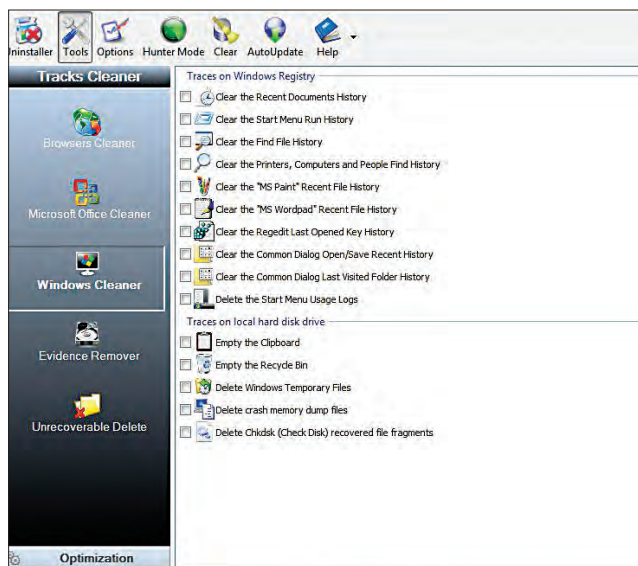 Uninstaller Tools Options Hunter Mode Clear AutoUpdate Help
Tracks Cleaner
Browsers Cleaner
Microsoft Office Cleaner
Windows Cleaner
Evidence Remover
Unrecoverable Delete
Optimization
Traces on Windows Registry
Clear the Recent Documents History
Clear the Start Menu Run History
Clear the Find File History
Clear the Printers, Computers and People Find History
Clear the "MS Paint" Recent File History
Clear the "MS Wordpad" Recent File History
Clear the Regedit Last Opened Key History
Clear the Common Dialog Open/Save Recent History
Clear the Common Dialog Last Visited Folder History
Delete the Start Menu Usage Logs
Traces on local hard disk drive
Empty the Clipboard
Empty the Recycle Bin
Delete Windows Temporary Files
Delete crash memory dump files
Delete Chkdsk (Check Disk) recovered file fragments